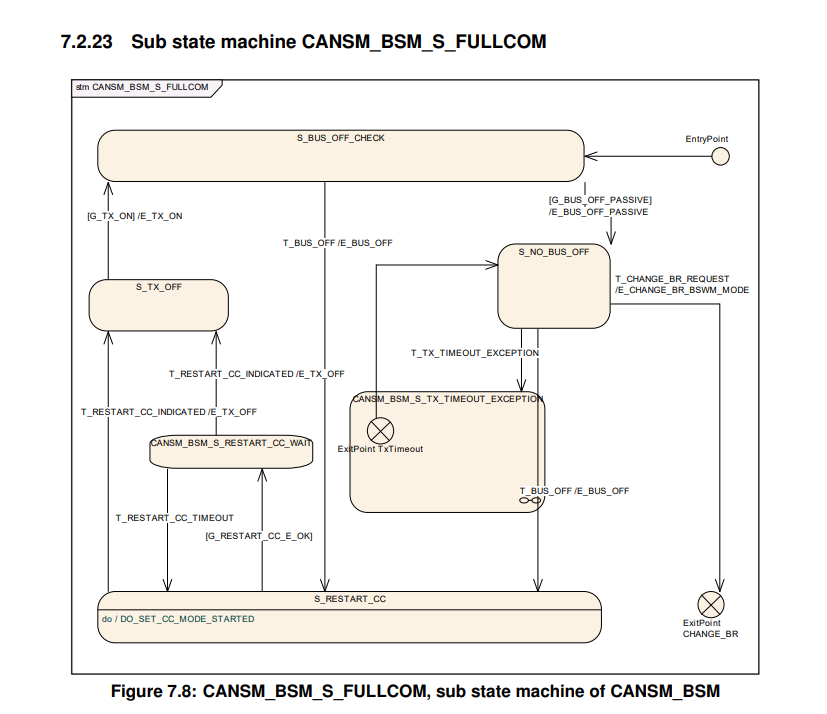 7.2.23 Sub state machine CANSM_BSM_S_FULLCOM
stm CANSM_BSM_S_FULLCOM
S_BUS_OFF_CHECK
EntryPoint
[G_BUS_OFF_PASSIVE]
/E_BUS_OFF_PASSIVE
[G_TX_ON] /E_TX_ON
T_BUS_OFF /E_BUS_OFF
S_NO_BUS_OFF
S_TX_OFF
T_CHANGE_BR_REQUEST
/E_CHANGE_BR_BSWM_MODE
T_TX_TIMEOUT_EXCEPTION
T_RESTART_CC_INDICATED /E_TX_OFF
CANSM_BSM_S_TX_TIMEOUT_EXCEPTION
T_RESTART_CC_INDICATED /E_TX_OFF
CANSM_BSM_S_RESTART_CC_WAIT
ExitPoint TxTimeout
T_BUS_OFF /E_BUS_OFF
T_RESTART_CC_TIMEOUT
[G_RESTART_CC_E_OK]
S_RESTART_CC
do / DO_SET_CC_MODE_STARTED
ExitPoint
CHANGE_BR
Figure 7.8: CANSM_BSM_S_FULLCOM, sub state machine of CANSM_BSM